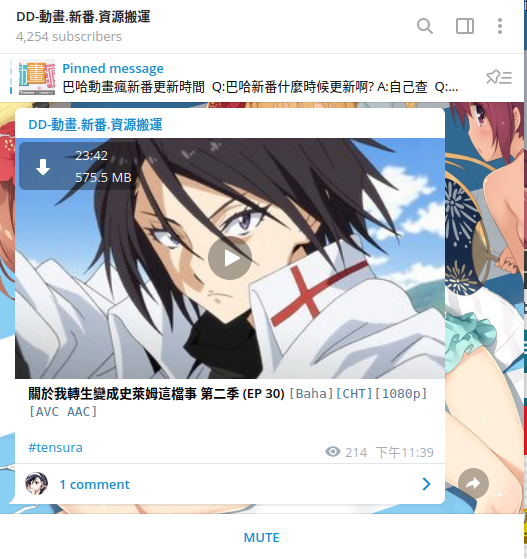 DD-動畫.新番.資源搬運
4,254 subscribers
Pinned message
巴哈動畫瘋新番更新時間 Q:巴哈新番什麼時候更新啊? A:自己查 Q:...
DD-動畫.新番.資源搬運
23:42
575.5 MB
關於我轉生變成史萊姆這檔事 第二季 (EP 30) [Baha][CHT][1080p]
[AVC AAC]
#tensura
214 下午11:39
1 comment
MUTE